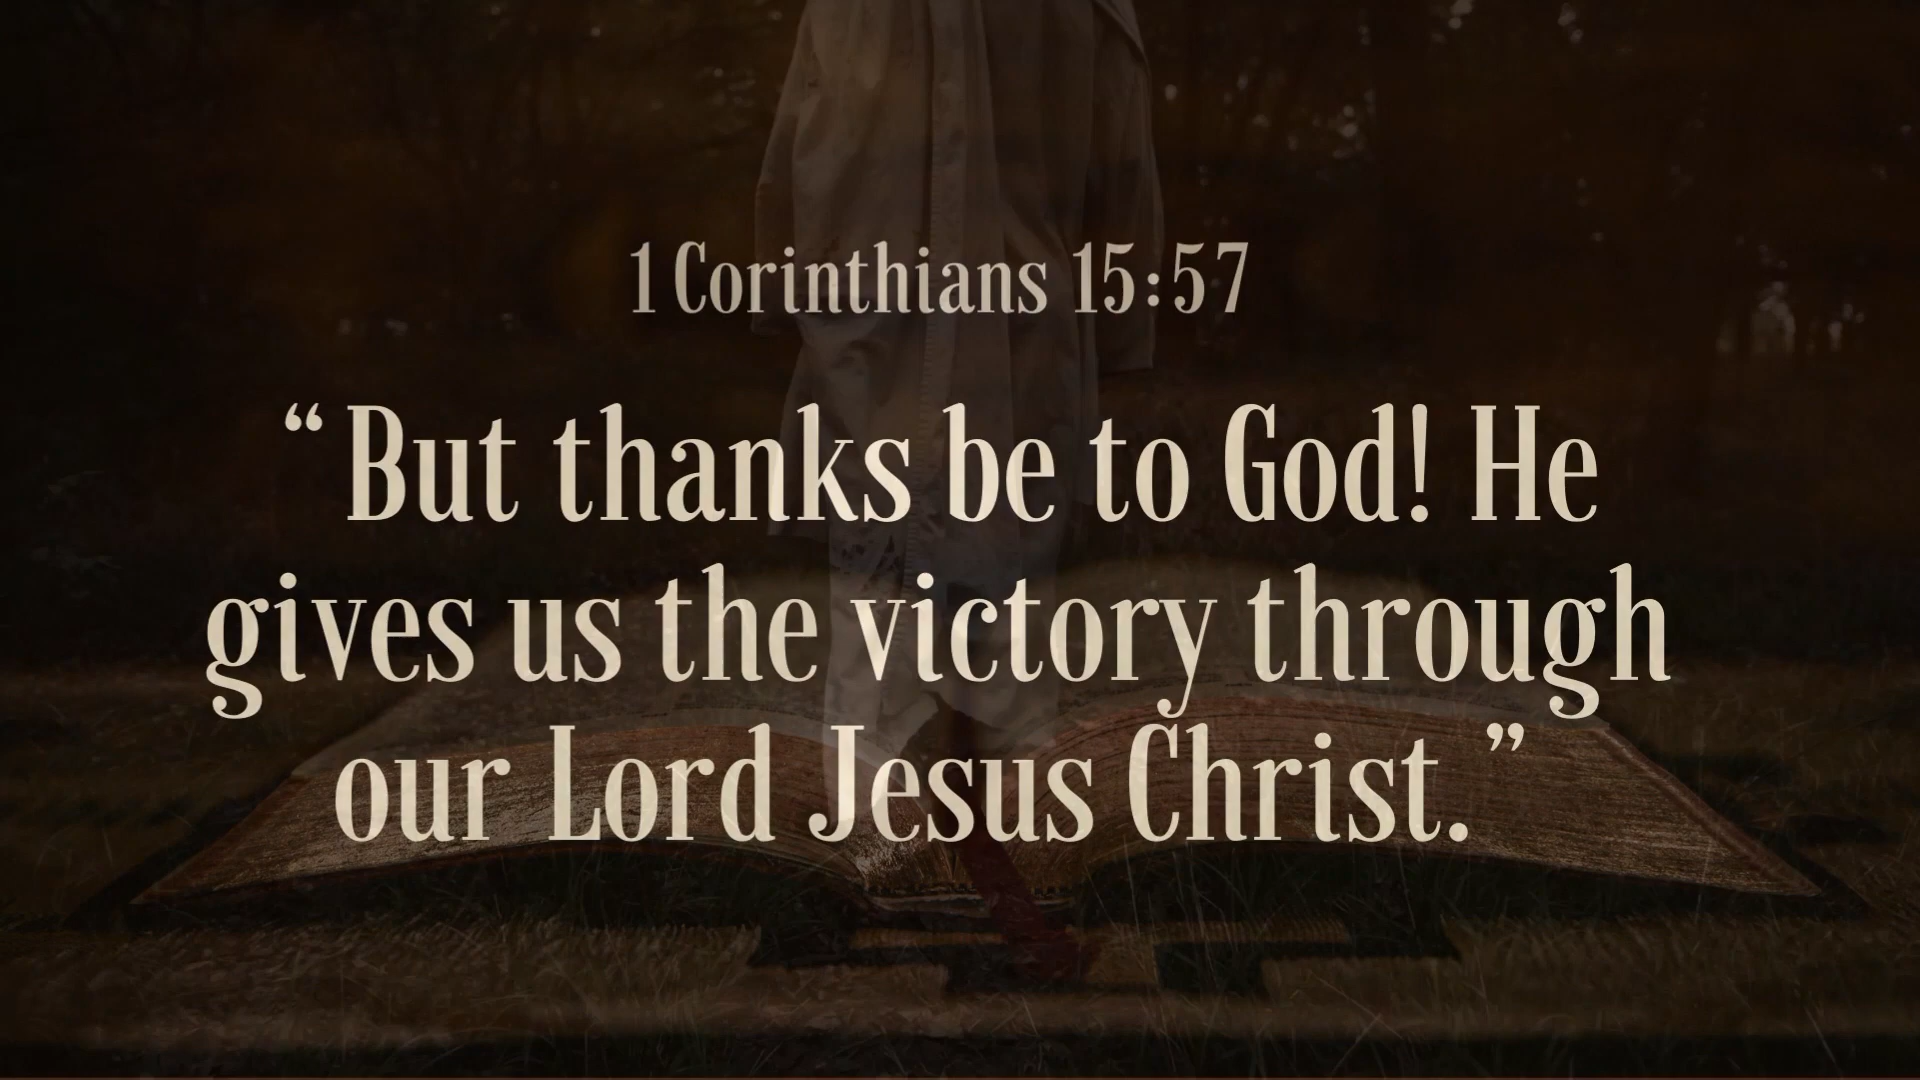 1 Corinthians 15:57
“But thanks be to God! He
gives us the victory through
our Lord Jesus Christ.”